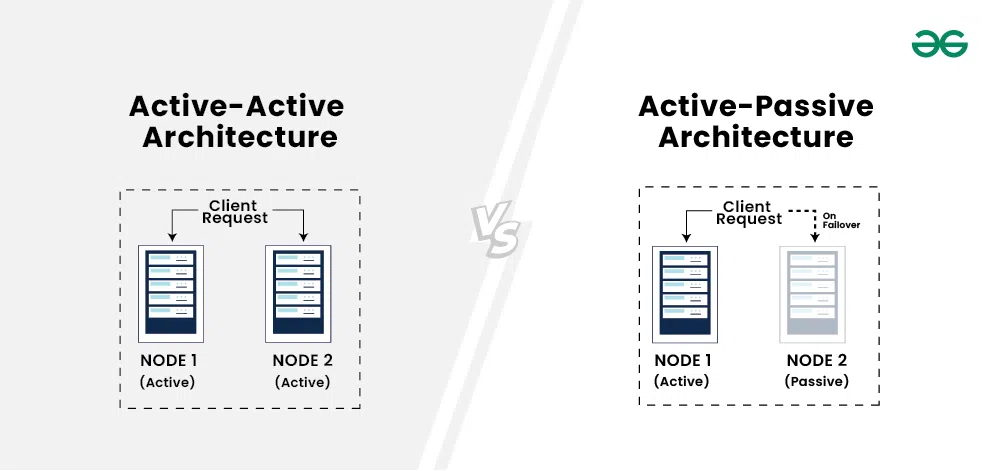 Active-Active
Architecture
Client
Request
NODE 1
(Active)
NODE 2
(Active)
VS
Active-Passive
Architecture
Client
Request
On
Failover
NODE 1
(Active)
NODE 2
(Passive)